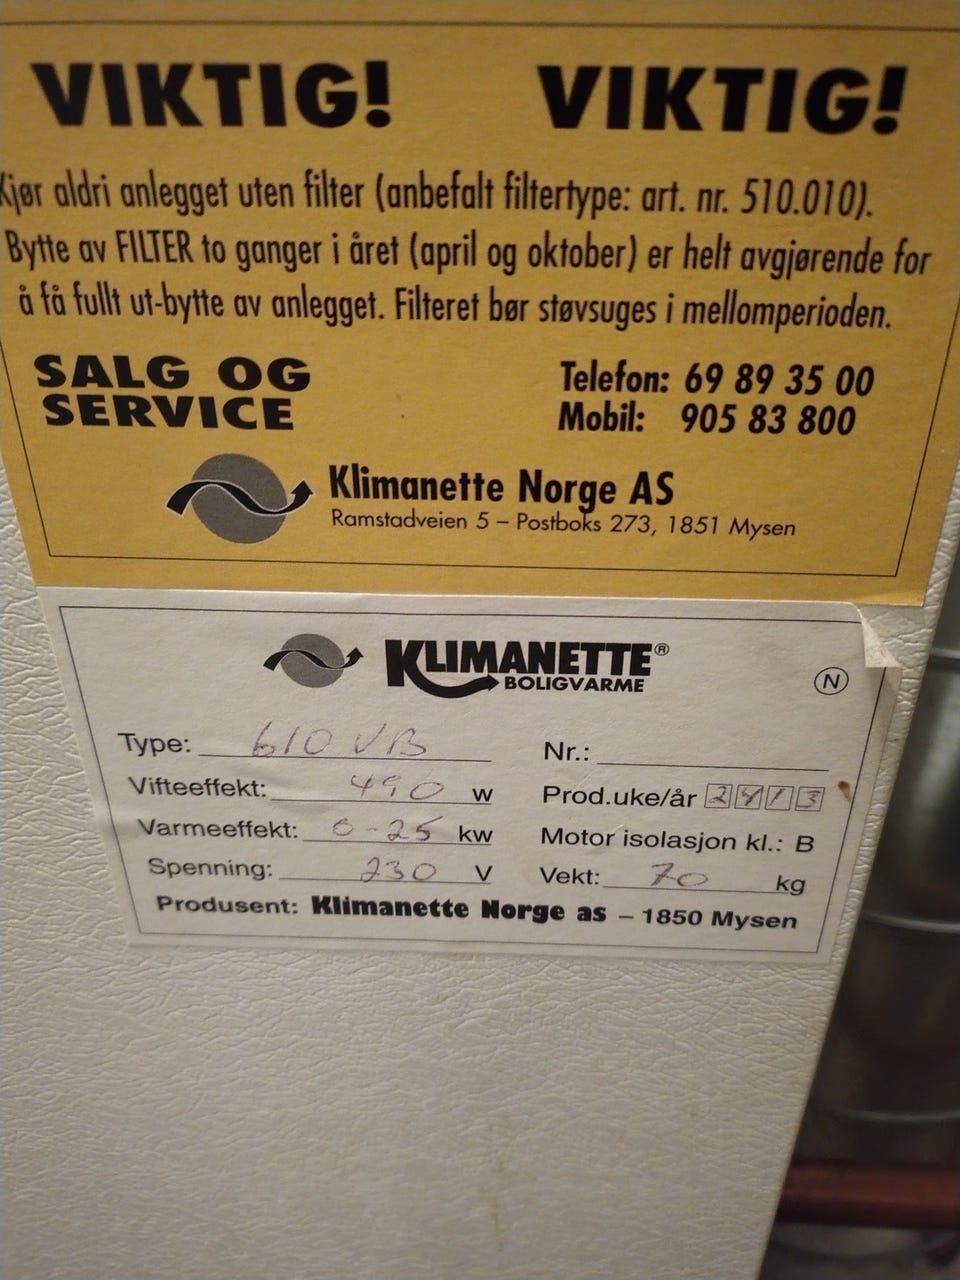 VIKTIG! VIKTIG!
Kjør aldri anlegget uten filter (anbefalt filtertype: art. nr. 510.010).
Bytte av FILTER to ganger i året (april og oktober) er helt avgjørende for
å få fullt ut-bytte av anlegget. Filteret bør støvsuges i mellomperioden.
SALG OG
SERVICE
Telefon: 69 89 35 00
Mobil: 905 83 800
Klimanette Norge AS
Ramstadveien 5 – Postboks 273, 1851 Mysen
KLIMANETTE®
BOLIGVARME
N
Type: 610 VB Nr.:
Vifteeffekt: 490 W Prod.uke/år 2413
Varmeeffekt: 0-25 kw Motor isolasjon kl.: B
Spenning: 230 V Vekt: 70 kg
Produsent: Klimanette Norge as – 1850 Mysen